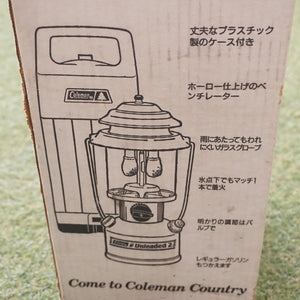 丈夫なプラスチック
製のケース付き
Coleman
ホーロー仕上げのベ
ンチレーター
雨にあたってもわれ
にくいガラスグローブ
氷点下でもマッチ1
本で着火
明かりの調節はバ
ルブで
Unleaded 2
レギュラーガソリン
もつかえます
Come to Coleman Country